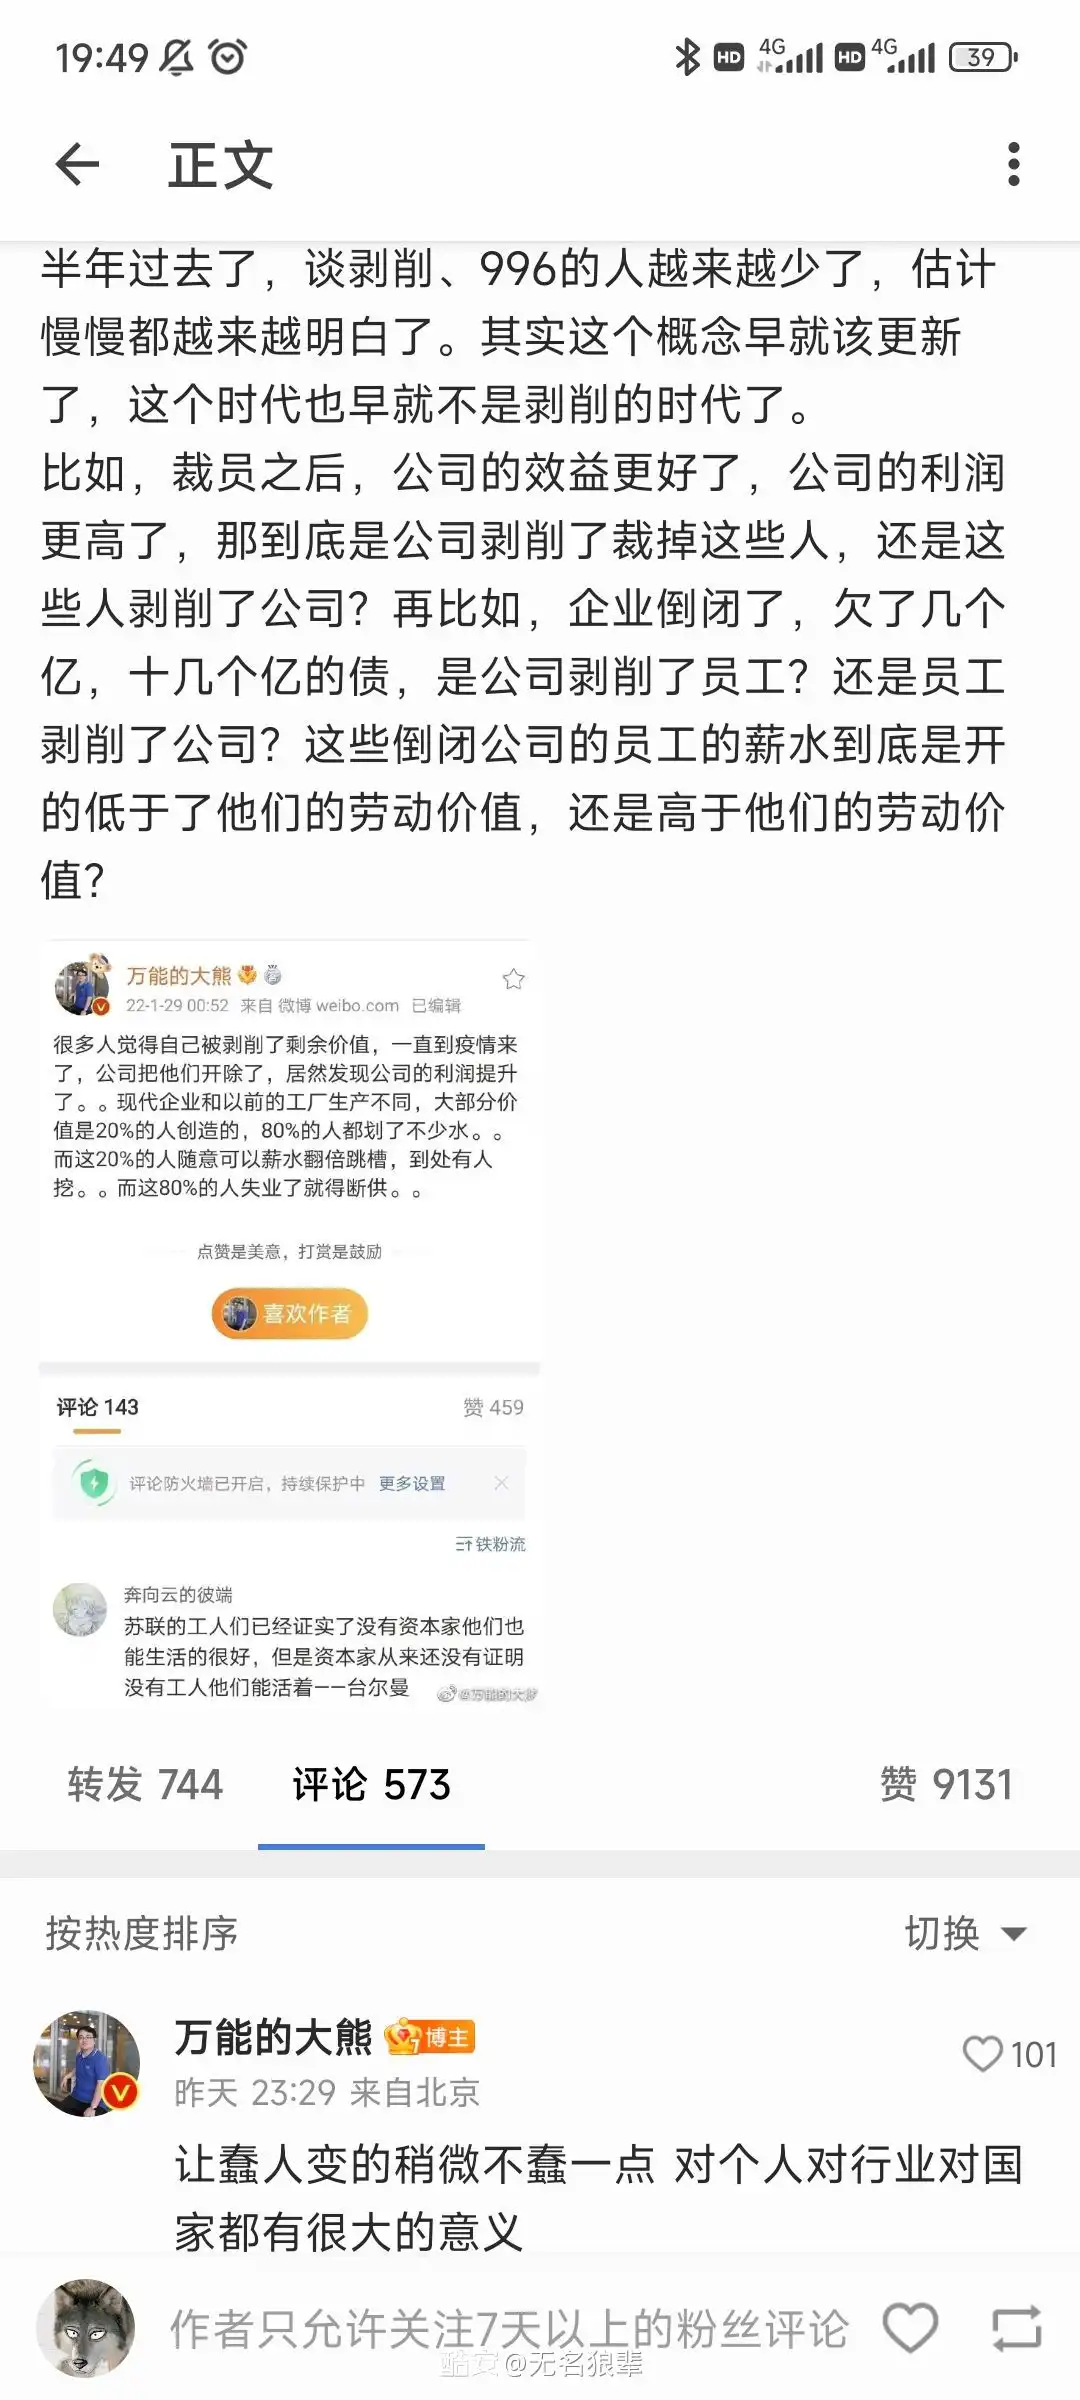 19:49
HD 4G HD 4G 39
正文
半年过去了，谈剥削、996的人越来越少了，估计
慢慢都越来越明白了。其实这个概念早就该更新
了，这个时代也早就不是剥削的时代了。
比如，裁员之后，公司的效益更好了，公司的利润
更高了，那到底是公司剥削了裁掉这些人，还是这
些人剥削了公司？再比如，企业倒闭了，欠了几个
亿，十几个亿的债，是公司剥削了员工？还是员工
剥削了公司？这些倒闭公司的员工的薪水到底是开
的低于了他们的劳动价值，还是高于他们的劳动价
值？
万能的大熊
22-1-29 00:52 来自 微博 weibo.com 已编辑
很多人觉得自己被剥削了剩余价值，一直到疫情来
了，公司把他们开除了，居然发现公司的利润提升
了。。现代企业和以前的工厂生产不同，大部分价
值是20%的人创造的，80%的人都划了不少水。。
而这20%的人随意可以薪水翻倍跳槽，到处有人
挖。。而这80%的人失业了就得断供。。
点赞是美意，打赏是鼓励
喜欢作者
评论 143 赞 459
评论防火墙已开启，持续保护中 更多设置
铁粉流
奔向云的彼端
苏联的工人们已经证实了没有资本家他们也
能生活的很好，但是资本家从来还没有证明
没有工人他们能活着——台尔曼
@万能的大熊
转发 744 评论 573 赞 9131
按热度排序 切换
万能的大熊 7 博主
101
昨天 23:29 来自北京
让蠢人变的稍微不蠢一点 对个人对行业对国
家都有很大的意义
作者只允许关注7天以上的粉丝评论
酷安 @无名狼辈